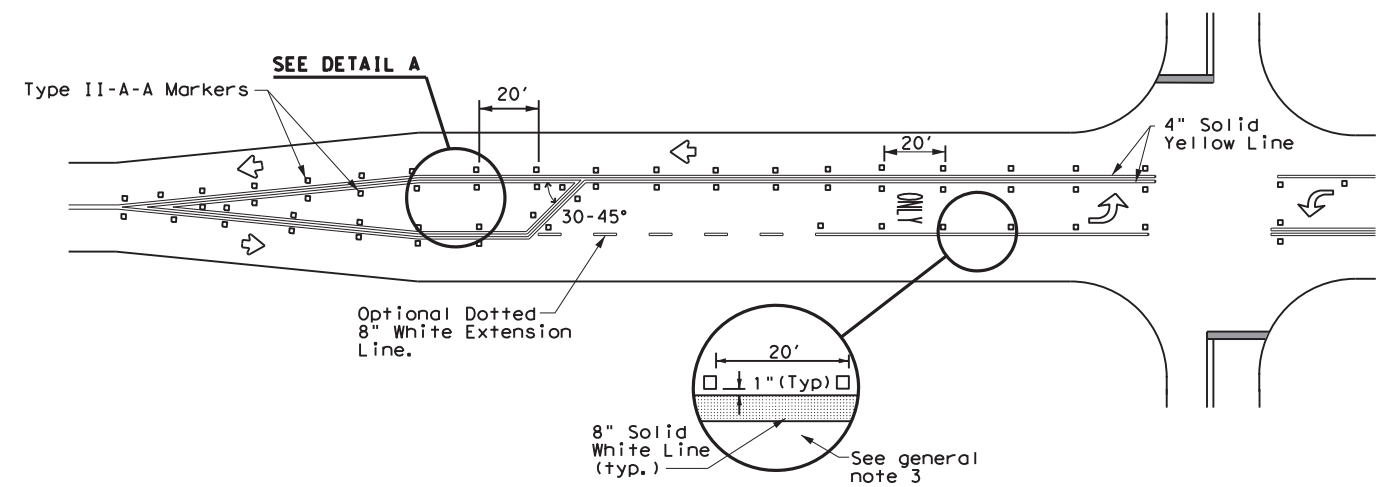 SEE DETAIL A
Type II-A-A Markers
20'
20'
4" Solid
Yellow Line
ONLY
30-45°
Optional Dotted
8" White Extension
Line.
20'
1"(Typ)
8" Solid
White Line
(typ.)
See general
note 3